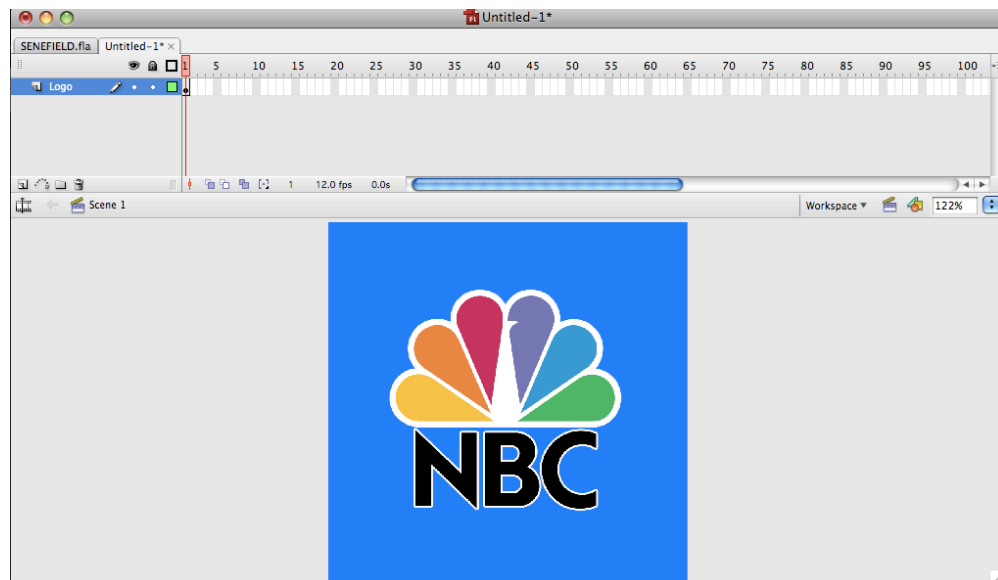 Untitled-1*
SENEFIELD.fla Untitled-1*
1 5 10 15 20 25 30 35 40 45 50 55 60 65 70 75 80 85 90 95 100
Logo
1 12.0 fps 0.0s
Scene 1 Workspace 122%
NBC